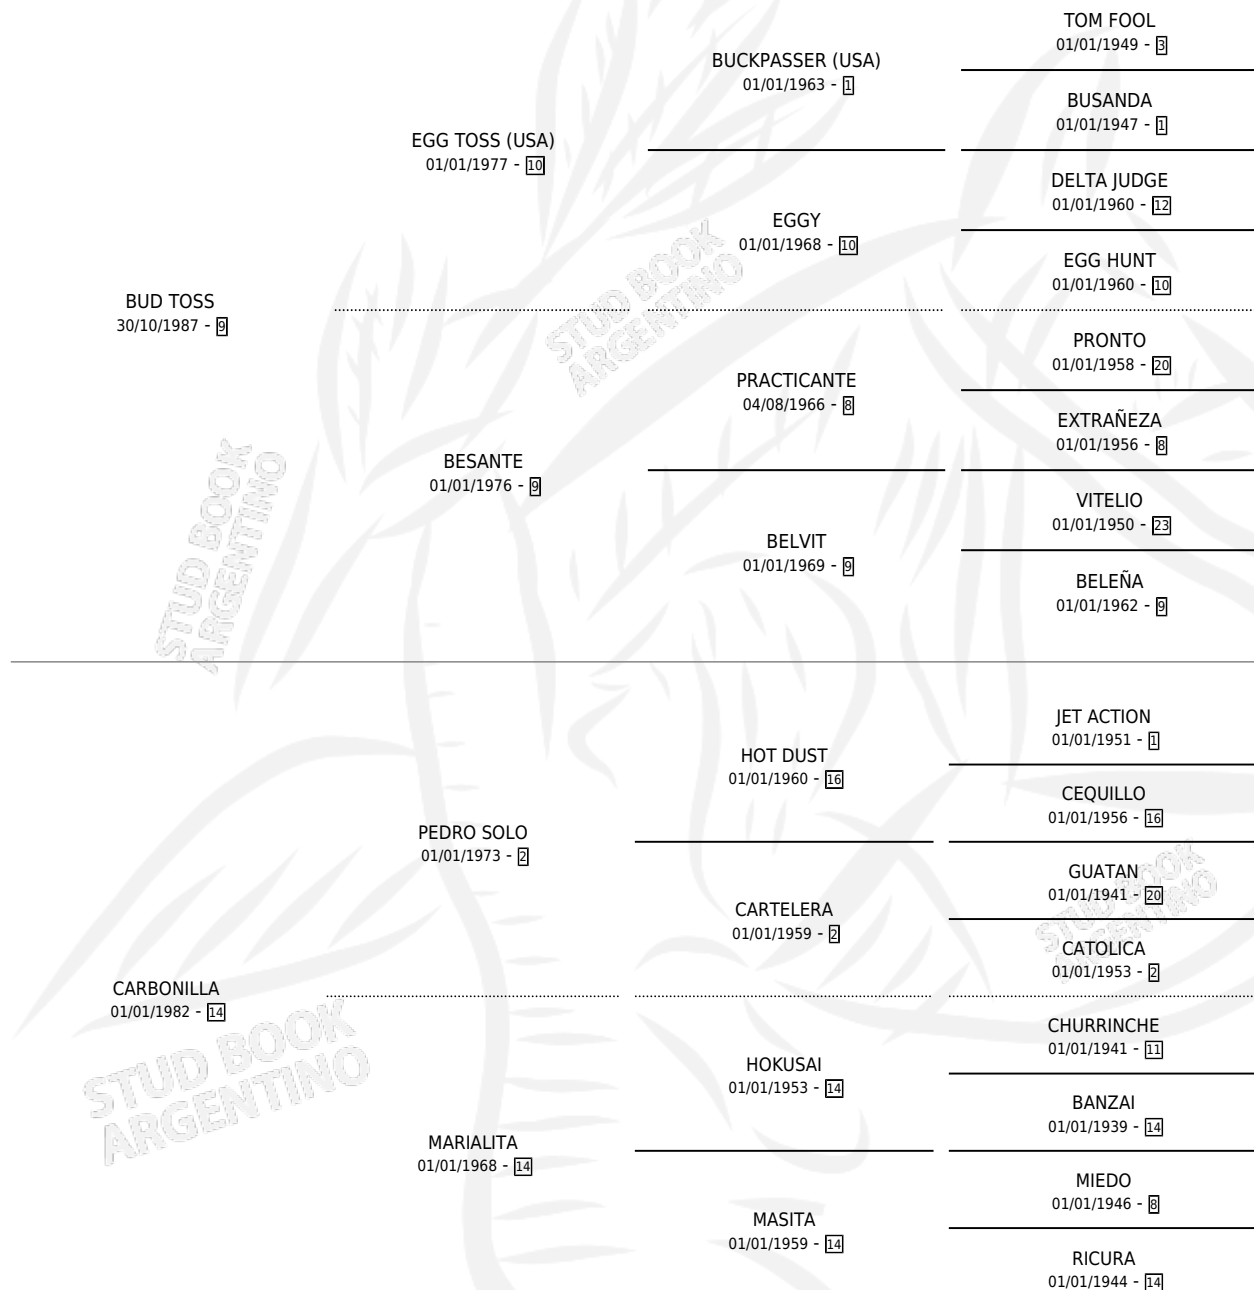 TOM FOOL
01/01/1949 - 3
BUCKPASSER (USA)
01/01/1963 - 1
BUSANDA
01/01/1947 - 1
EGG TOSS (USA)
01/01/1977 - 10
DELTA JUDGE
01/01/1960 - 12
EGGY
01/01/1968 - 10
EGG HUNT
01/01/1960 - 10
BUD TOSS
30/10/1987 - 9
PRONTO
01/01/1958 - 20
PRACTICANTE
04/08/1966 - 8
EXTRAÑEZA
01/01/1956 - 8
BESANTE
01/01/1976 - 9
VITELIO
01/01/1950 - 23
BELVIT
01/01/1969 - 9
BELEÑA
01/01/1962 - 9
JET ACTION
01/01/1951 - 1
HOT DUST
01/01/1960 - 16
CEQUILLO
01/01/1956 - 16
PEDRO SOLO
01/01/1973 - 2
GUATAN
01/01/1941 - 20
CARTELERA
01/01/1959 - 2
CATOLICA
01/01/1953 - 2
CARBONILLA
01/01/1982 - 14
CHURRINCHE
01/01/1941 - 11
HOKUSAI
01/01/1953 - 14
BANZAI
01/01/1939 - 14
MARIALITA
01/01/1968 - 14
MIEDO
01/01/1946 - 8
MASITA
01/01/1959 - 14
RICURA
01/01/1944 - 14
STUD BOOK
ARGENTINO
STUD BOOK
ARGENTINO
STUD BOOK
ARGENTINO
STUD BOOK
ARGENTINO